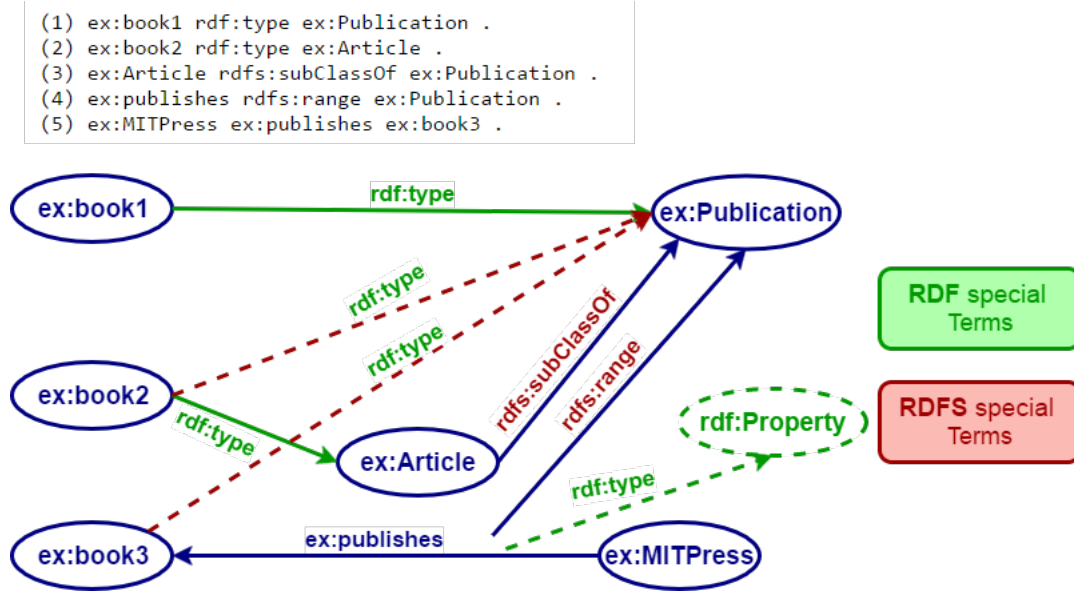 (1) ex:book1 rdf:type ex:Publication .
(2) ex:book2 rdf:type ex:Article .
(3) ex:Article rdfs:subClassOf ex:Publication .
(4) ex:publishes rdfs:range ex:Publication .
(5) ex:MITPress ex:publishes ex:book3 .
rdf:type
ex:book1
ex:Publication
rdf:type
RDF special
Terms
rdf:type
rdfs:subClassOf
rdfs:range
ex:book2
rdf:type
rdf:Property
RDFS special
Terms
ex:Article
rdf:type
ex:publishes
ex:book3
ex:MITPress